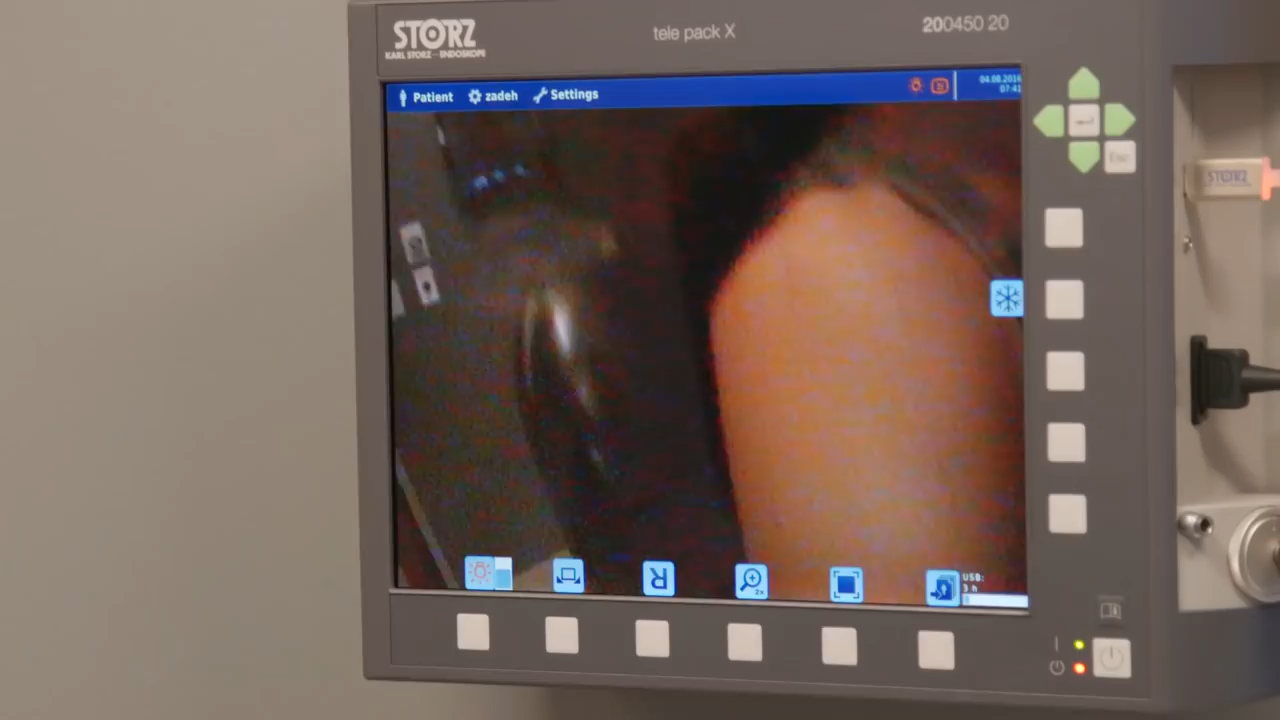 STORZ
KARL STORZ—ENDOSKOPE
tele pack X
200450 20
Patient
zadeh
Settings
04.08.2016
07:41
Esc
STORZ
R
2x
USB:
3 h